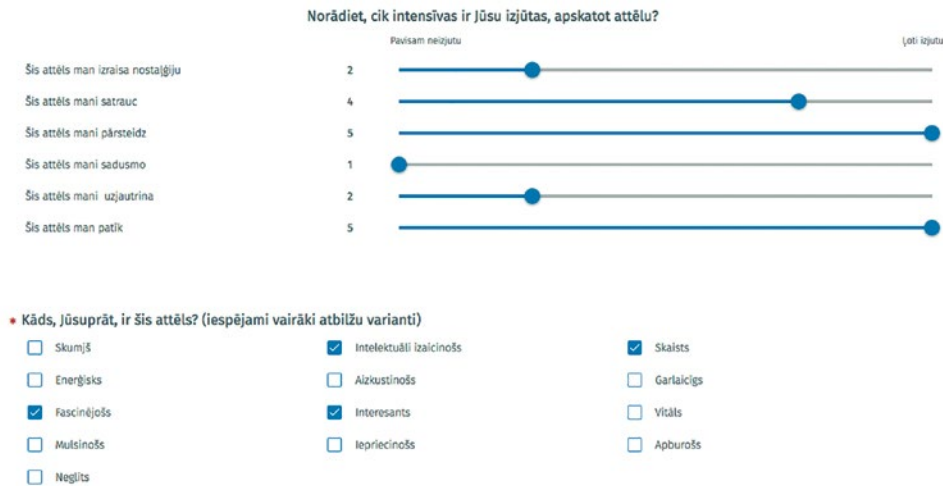 Norādiet, cik intensīvas ir Jūsu izjūtas, apskatot attēlu?
Pavisam neizjutu Ļoti izjutu
Šis attēls man izraisa nostaļģiju 2
Šis attēls mani satrauc 4
Šis attēls mani pārsteidz 5
Šis attēls mani sadusmo 1
Šis attēls mani uzjautrina 2
Šis attēls man patīk 5
* Kāds, Jūsuprāt, ir šis attēls? (iespējami vairāki atbilžu varianti)
Skumjš Intelektuāli izaicinošs Skaists
Enerģisks Aizkustinošs Garlaicīgs
Fascinējošs Interesants Vitāls
Mulsinošs Iepriecinošs Apburošs
Neglīts